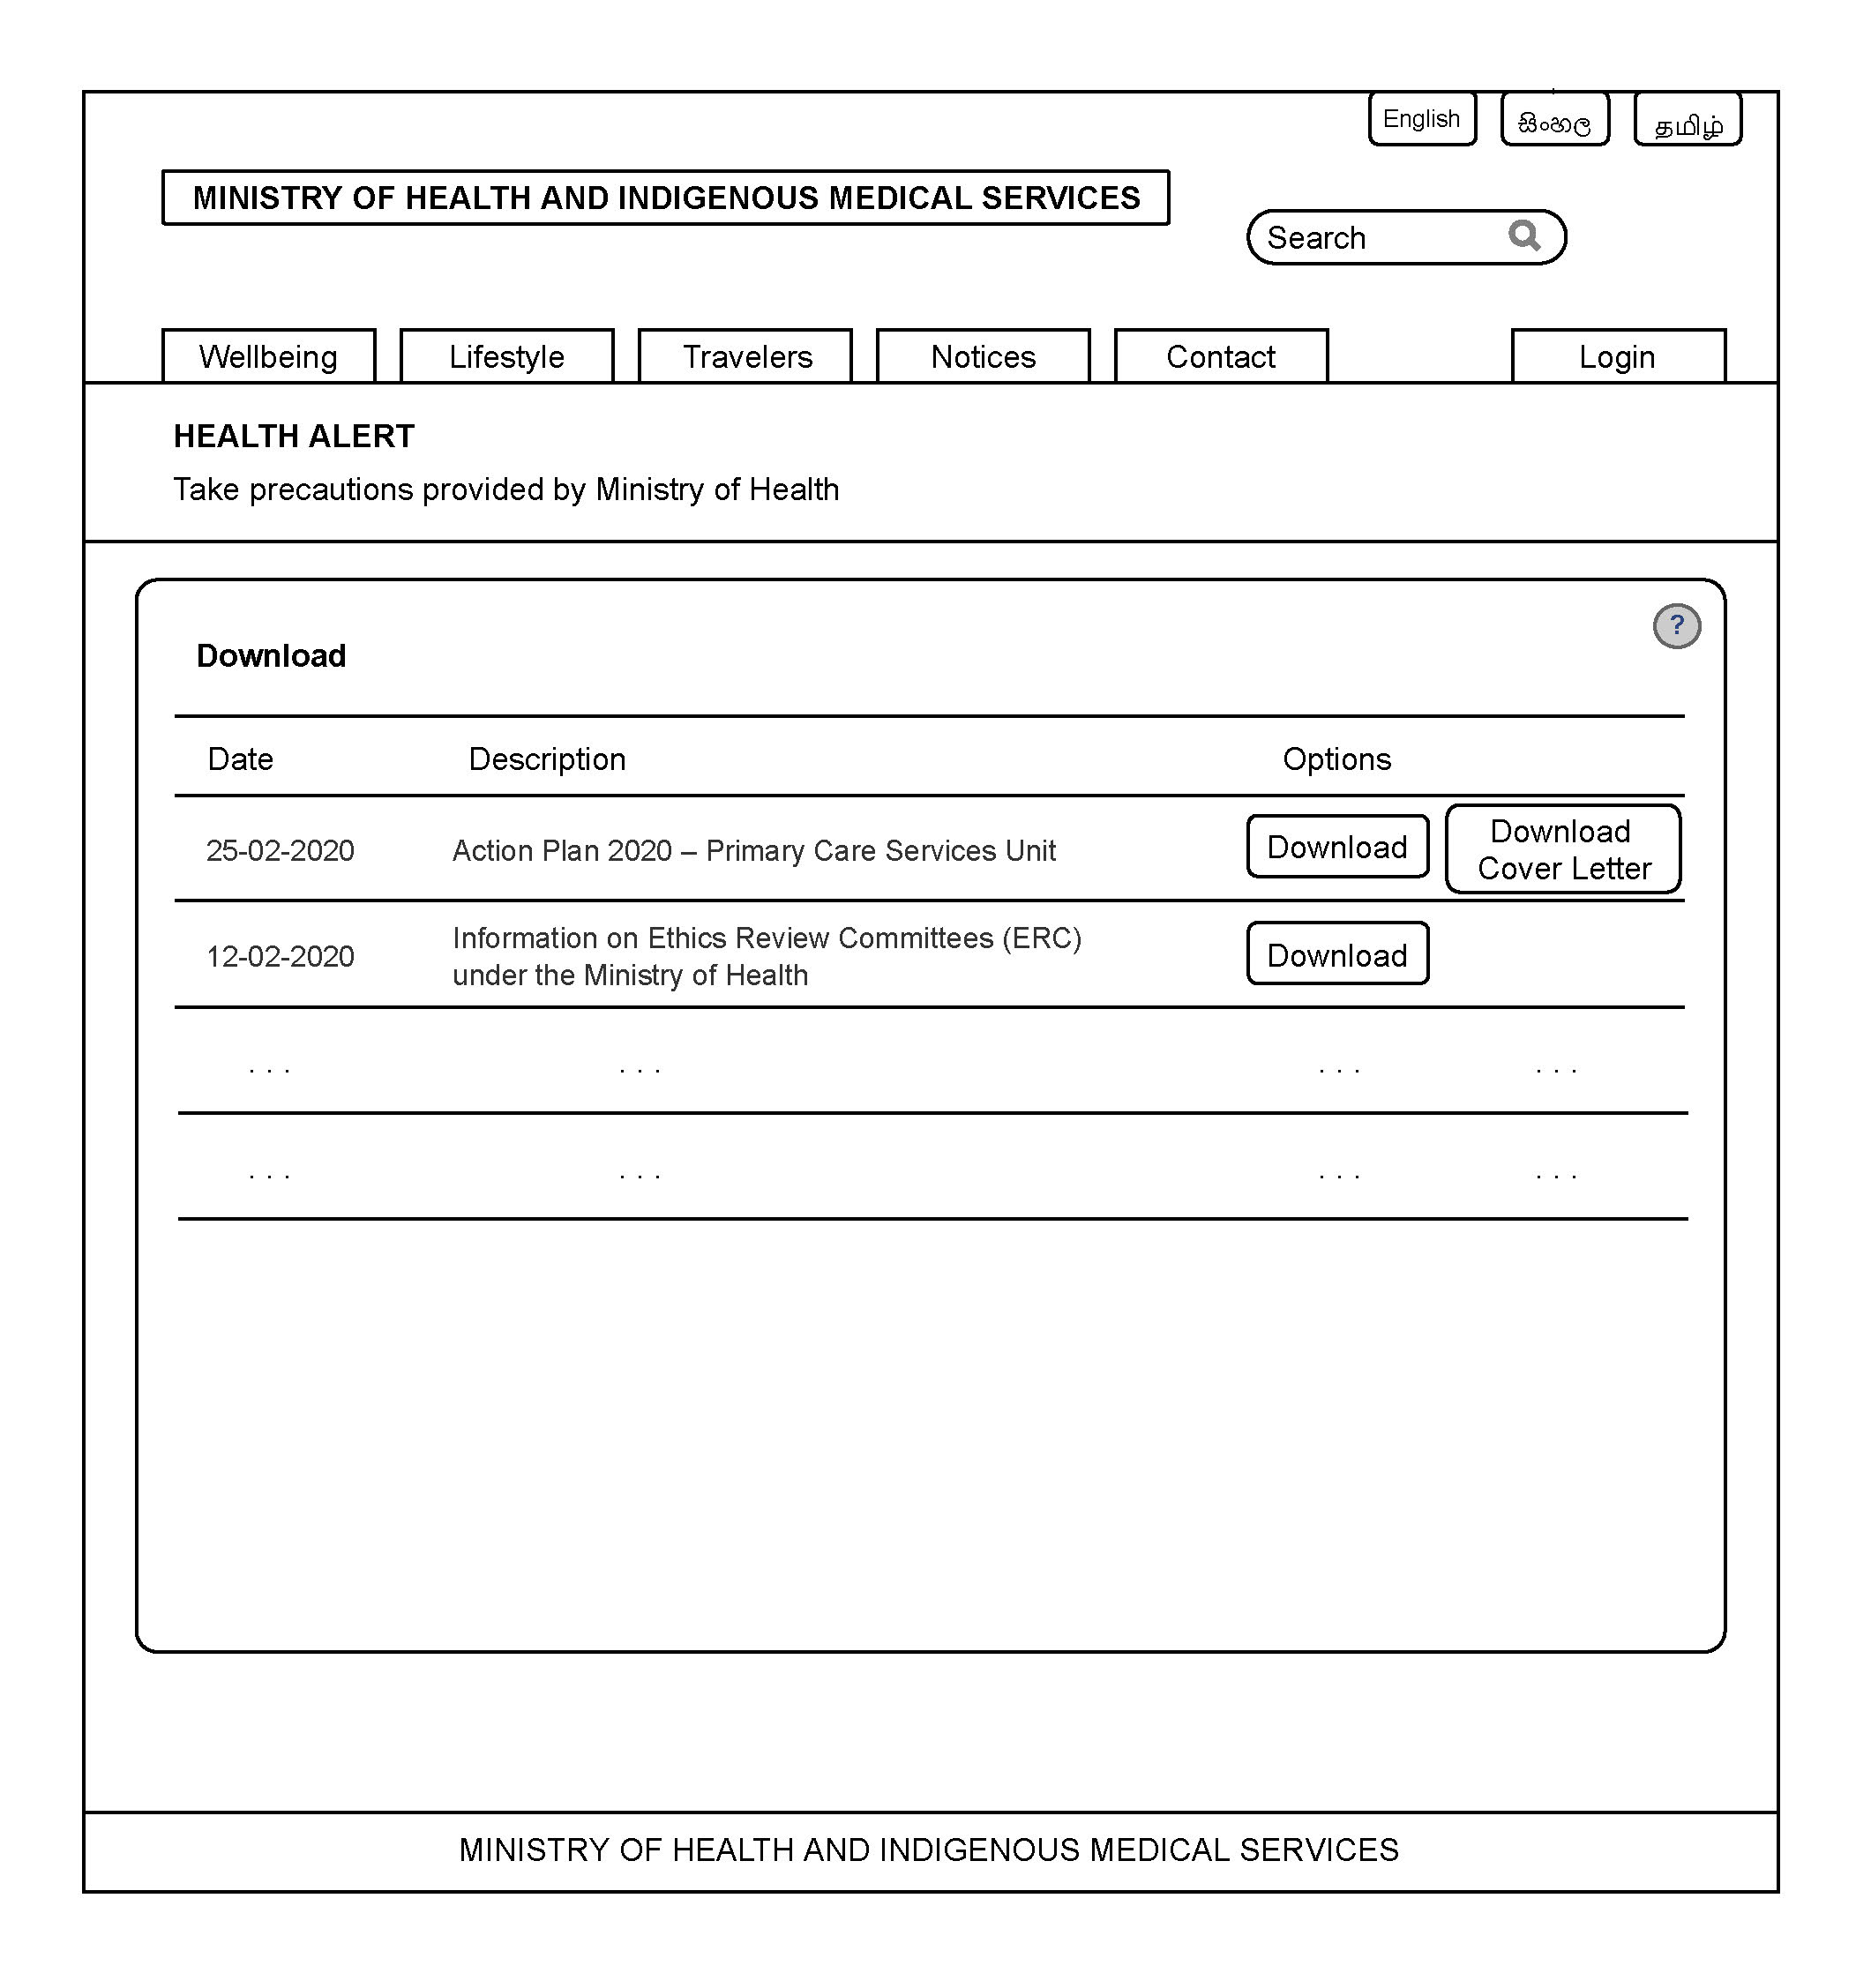 English
සිංහල
தமிழ்
MINISTRY OF HEALTH AND INDIGENOUS MEDICAL SERVICES
Search
Wellbeing Lifestyle Travelers Notices Contact Login
HEALTH ALERT
Take precautions provided by Ministry of Health
?
Download
Date Description Options
25-02-2020 Action Plan 2020 – Primary Care Services Unit Download Download
Cover Letter
12-02-2020 Information on Ethics Review Committees (ERC)
under the Ministry of Health Download
. . . . . . . . . . . .
. . . . . . . . . . . .
MINISTRY OF HEALTH AND INDIGENOUS MEDICAL SERVICES